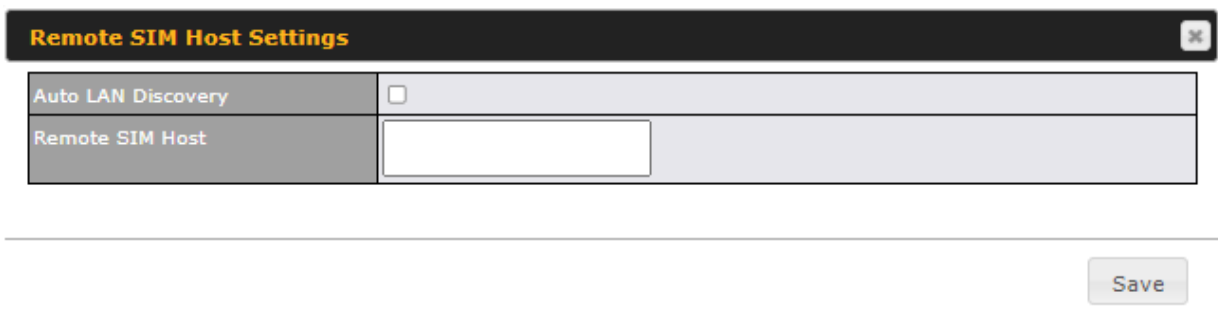 Remote SIM Host Settings
Auto LAN Discovery
Remote SIM Host
Save